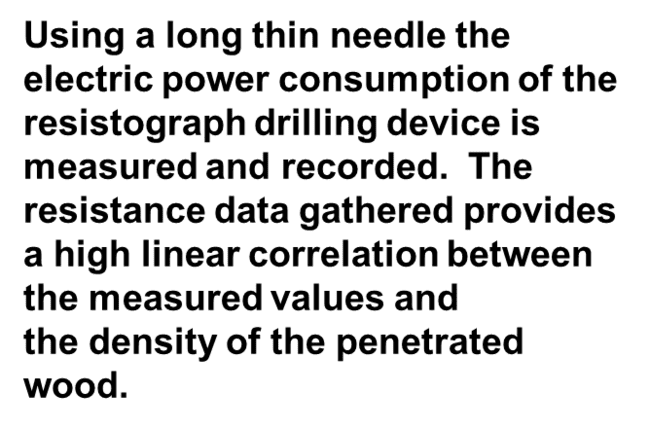 Using a long thin needle the
electric power consumption of the
resistograph drilling device is
measured and recorded.  The
resistance data gathered provides
a high linear correlation between
the measured values and
the density of the penetrated
wood.